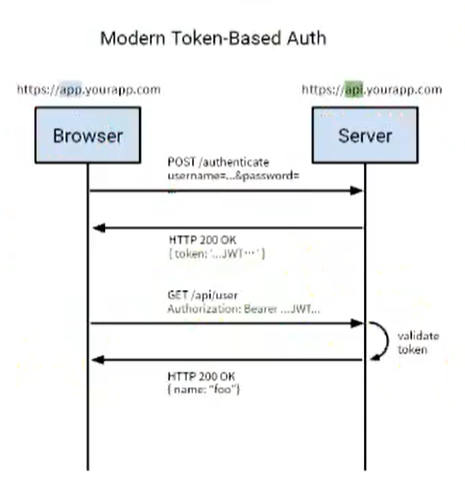 Modern Token-Based Auth
https://app.yourapp.com
https://api.yourapp.com
Browser
Server
POST /authenticate
username=...&password=
...
HTTP 200 OK
{ token: '...JWT...' }
GET /api/user
Authorization: Bearer ...JWT...
validate
token
HTTP 200 OK
{ name: "foo"}